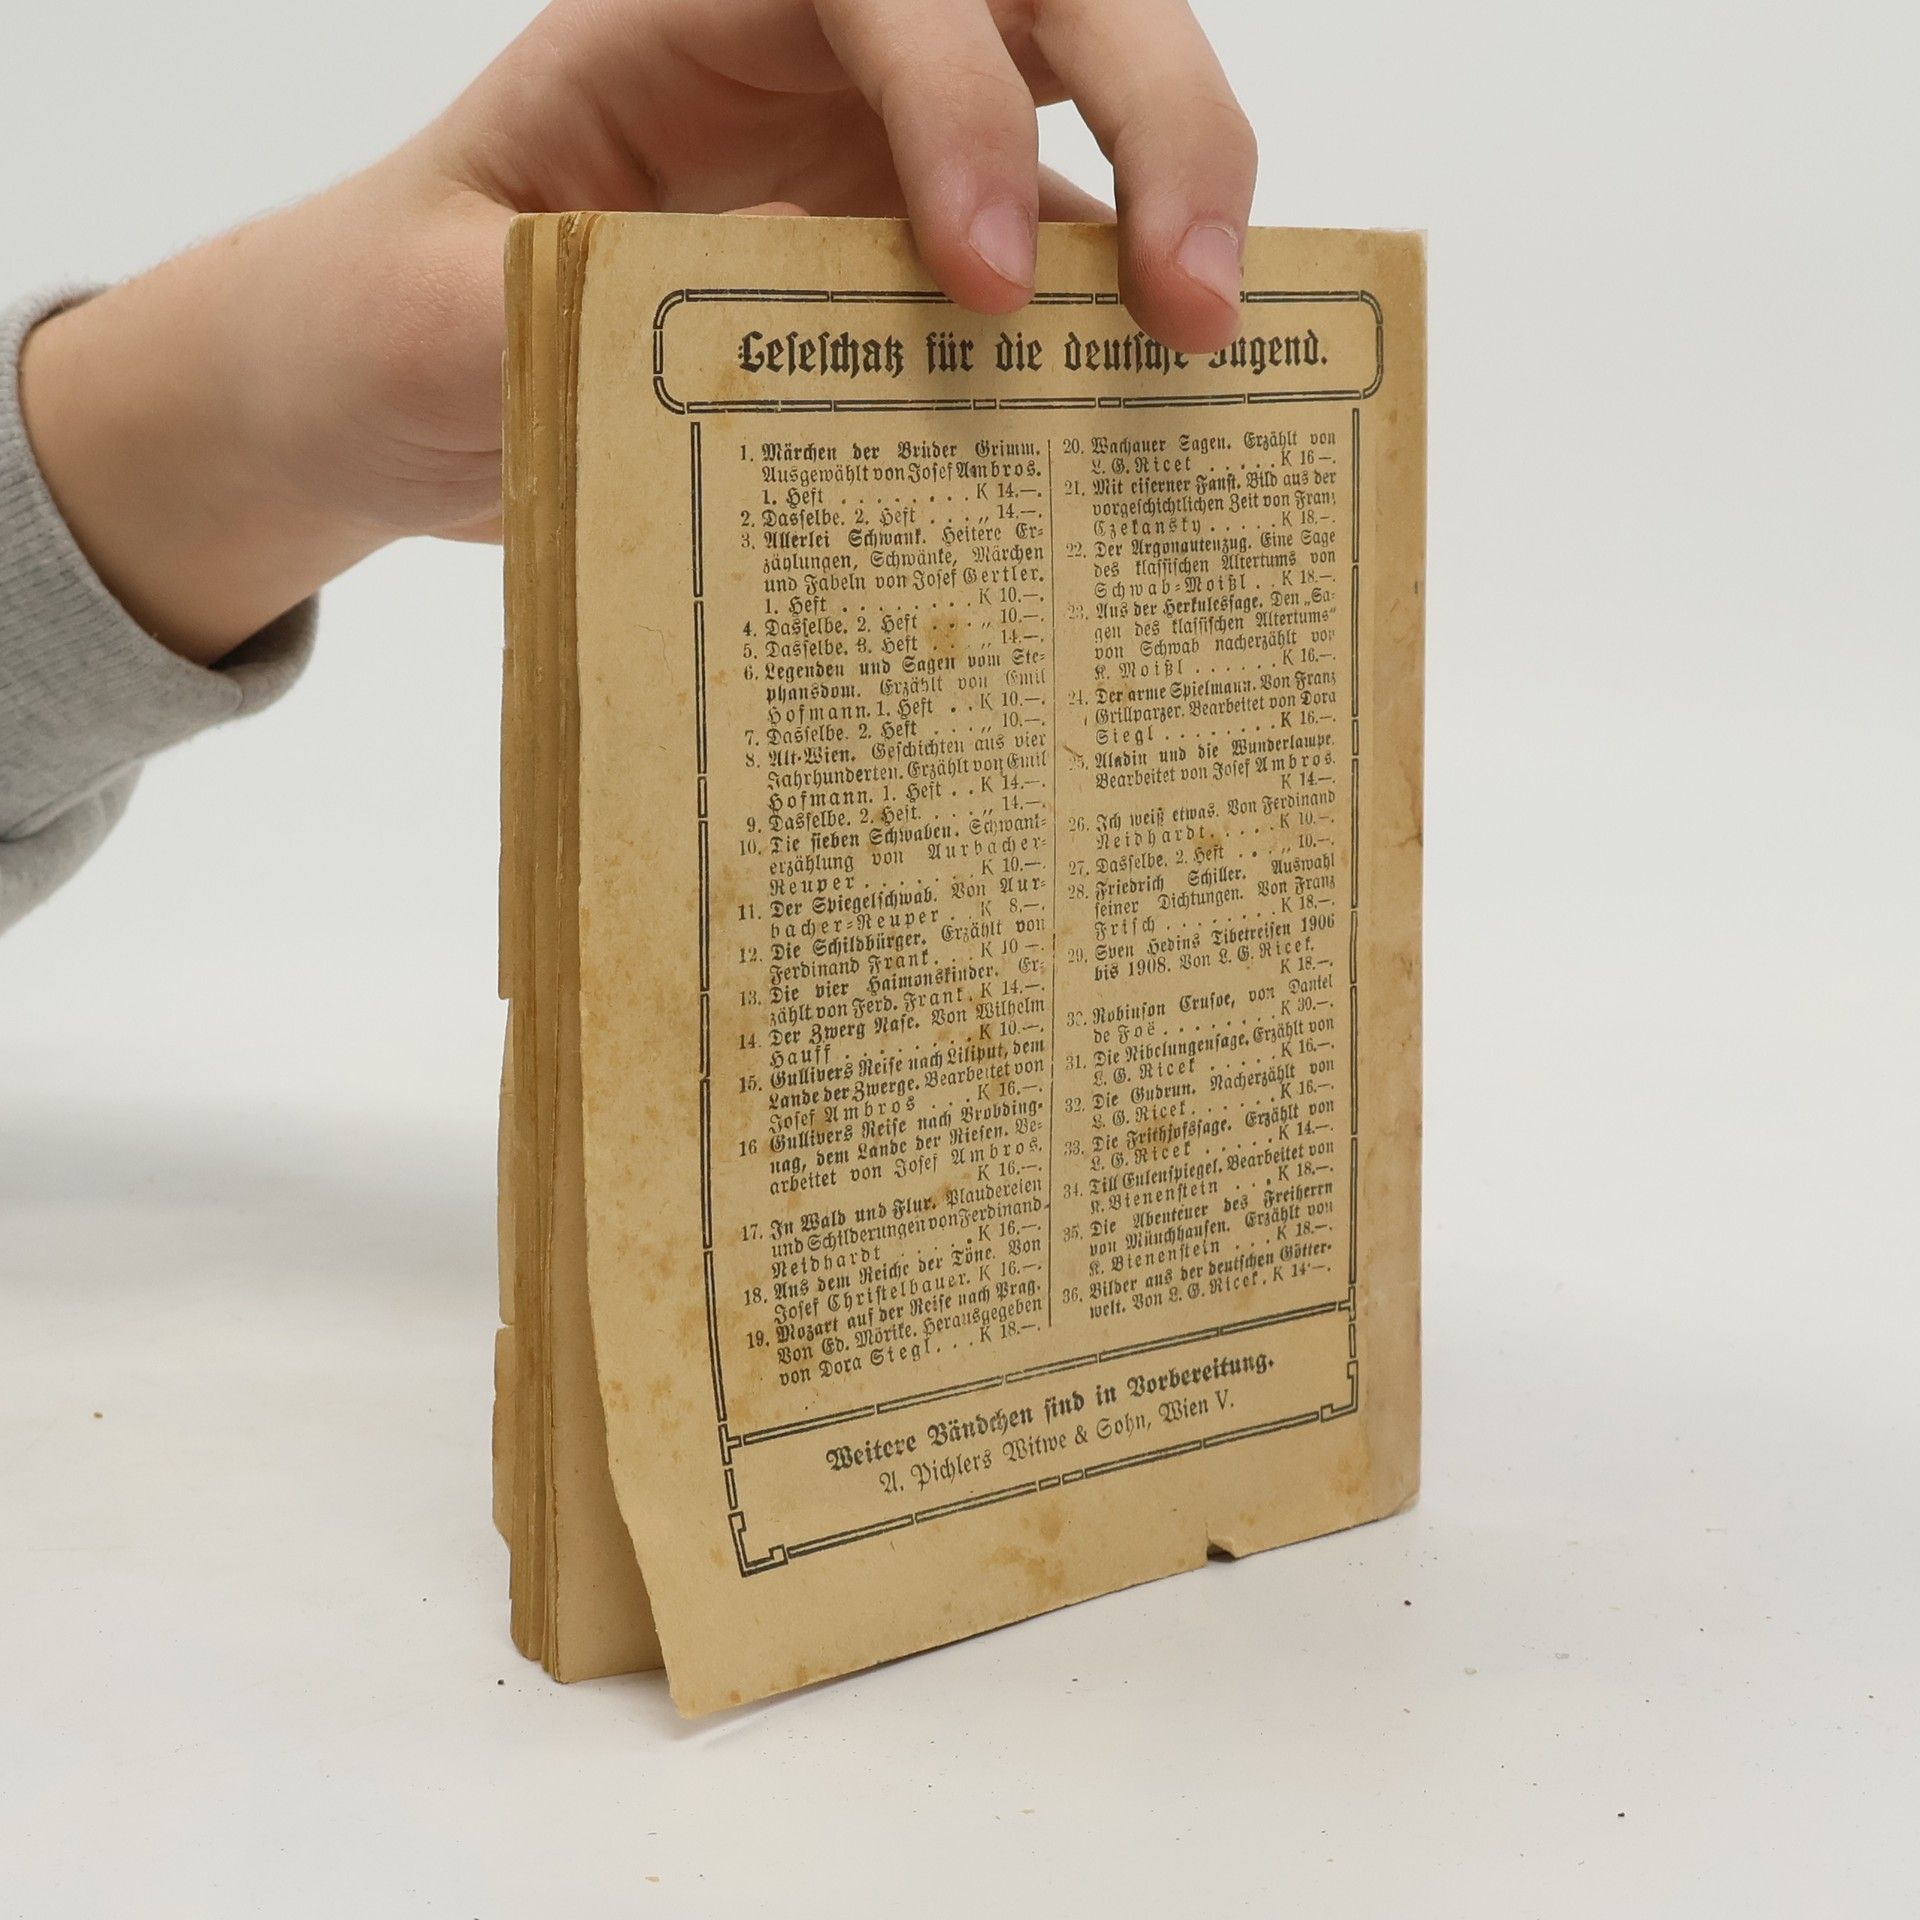 Leseschatz für die deutsche Jugend.
1. Märchen der Brüder Grimm.
Ausgewählt von Josef Ambros.
1. Heft . . . . . . . . K 14.—.
2. Dasselbe. 2. Heft . . . „ 14.—.
3. Allerlei Schwank. Heitere Er-
zählungen, Schwänke, Märchen
und Fabeln von Josef Gertler.
1. Heft . . . . . . . . K 10.—.
4. Dasselbe. 2. Heft . . . „ 10.—.
5. Dasselbe. 3. Heft . . . „ 14.—.
6. Legenden und Sagen vom Ste-
phansdom. Erzählt von Emil
Hofmann. 1. Heft . . K 10.—.
7. Dasselbe. 2. Heft . . . „ 10.—.
8. Alt-Wien. Geschichten aus vier
Jahrhunderten. Erzählt von Emil
Hofmann. 1. Heft . . K 14.—.
9. Dasselbe. 2. Heft. . . . „ 14.—.
10. Die sieben Schwaben. Schwank-
erzählung von Aurbacher-
Reuper . . . . . . . K 10.—.
11. Der Spiegelschwab. Von Aur-
bacher-Reuper . . K 8.—.
12. Die Schildbürger. Erzählt von
Ferdinand Frank. . . K 10 —.
13. Die vier Haimonskinder. Er-
zählt von Ferd. Frank. K 14.—.
14. Der Zwerg Nase. Von Wilhelm
Hauff . . . . . . . . K 10.—.
15. Gullivers Reise nach Liliput, dem
Lande der Zwerge. Bearbeitet von
Josef Ambros . . . K 16.—.
16 Gullivers Reise nach Brobding-
nag, dem Lande der Riesen. Be-
arbeitet von Josef Ambros.
K 16.—.
17. In Wald und Flur. Plaudereien
und Schilderungen von Ferdinand
Neidhardt . . . . . K 16.—.
18. Aus dem Reiche der Töne. Von
Josef Christelbauer. K 16.—.
19. Mozart auf der Reise nach Prag.
Von Ed. Mörike. Herausgegeben
von Dora Siegl. . . K 18.—.
20. Wachauer Sagen. Erzählt von
L. G. Ricek . . . . . K 16—.
21. Mit eiserner Faust. Bild aus der
vorgeschichtlichen Zeit von Franz
Czekansky . . . . . K 18.—.
22. Der Argonautenzug. Eine Sage
des klassischen Altertums von
Schwab-Moißl . . K 18.—.
23. Aus der Herkulessage. Den „Sa-
gen des klassischen Altertums“
von Schwab nacherzählt von
K. Moißl . . . . . . K 16.—.
24. Der arme Spielmann. Von Franz
Grillparzer. Bearbeitet von Dora
Siegl . . . . . . . . K 16.—.
25. Aladin und die Wunderlampe.
Bearbeitet von Josef Ambros.
K 14.—.
26. Ich weiß etwas. Von Ferdinand
Neidhardt. . . . . K 10.—.
27. Dasselbe. 2. Heft . . . „ 10.—.
28. Friedrich Schiller. Auswahl
seiner Dichtungen. Von Franz
Frisch . . . . . . . . K 18.—.
29. Sven Hedins Tibetreisen 1906
bis 1908. Von L. G. Ricek.
K 18.—.
30. Robinson Crusoe, von Daniel
de Foë . . . . . . . . K 30.—.
31. Die Nibelungensage. Erzählt von
L. G. Ricek . . . . . K 16.—.
32. Die Gudrun. Nacherzählt von
L. G. Ricek. . . . . . K 16.—.
33. Die Frithjofssage. Erzählt von
L. G. Ricek . . . . . K 14.—.
34. Till Eulenspiegel. Bearbeitet von
K. Bienenstein . . . K 18.—.
35. Die Abenteuer des Freiherrn
von Münchhausen. Erzählt von
K. Bienenstein . . . K 18.—.
36. Bilder aus der deutschen Götter-
welt. Von L. G. Ricek. K 14·—.
Weitere Bändchen sind in Vorbereitung.
A. Pichlers Witwe & Sohn, Wien V.